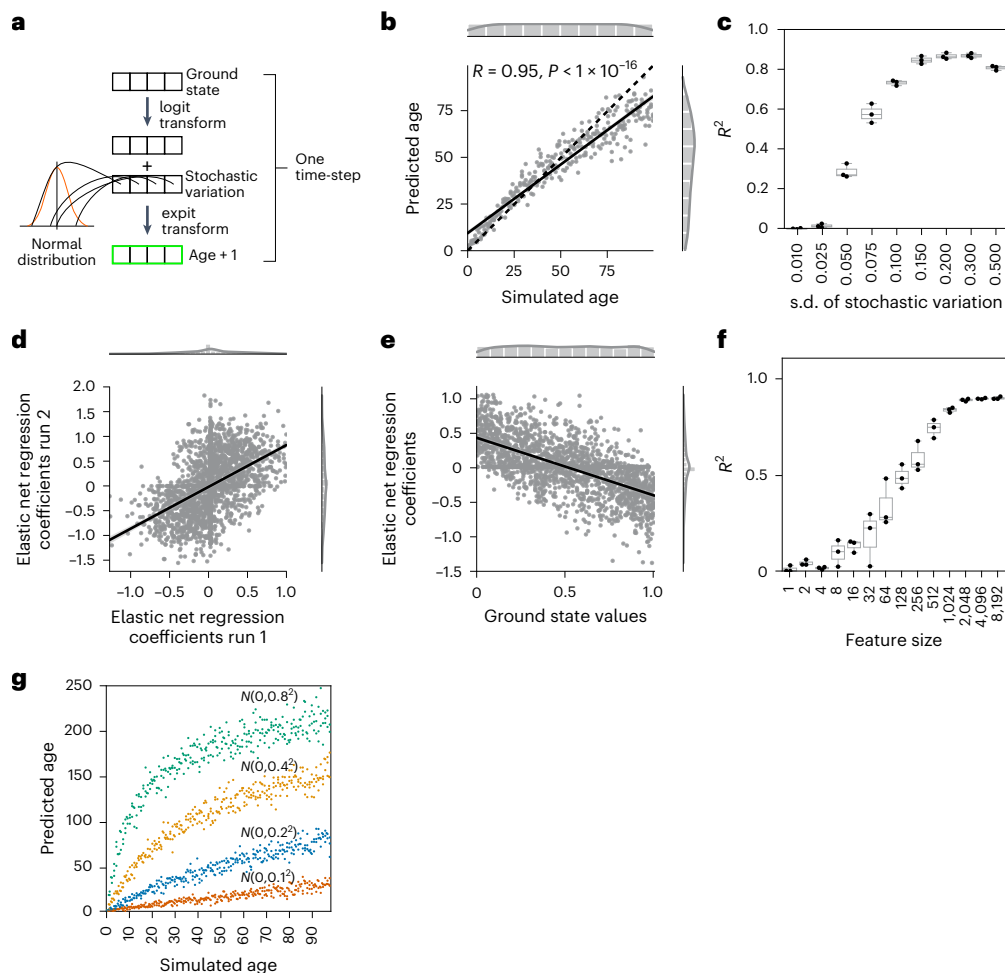 a
Ground
state
logit
transform
+
Stochastic
variation
One
time-step
expit
transform
Normal
distribution
Age + 1
b
R = 0.95, P < 1 × 10⁻¹⁶
Predicted age
75
50
25
0
0 25 50 75
Simulated age
c
R²
1.0
0.8
0.6
0.4
0.2
0
0.010 0.025 0.050 0.075 0.100 0.150 0.200 0.300 0.500
s.d. of stochastic variation
d
Elastic net regression
coefficients run 2
2.0
1.5
1.0
0.5
0
−0.5
−1.0
−1.5
−1.0 −0.5 0 0.5 1.0
Elastic net regression
coefficients run 1
e
Elastic net regression
coefficients
1.0
0.5
0
−0.5
−1.0
−1.5
0 0.5 1.0
Ground state values
f
R²
1.0
0.5
0
1 2 4 8 16 32 64 128 256 512 1,024 2,048 4,096 8,192
Feature size
g
Predicted age
250
200
150
100
50
0
N(0,0.8²)
N(0,0.4²)
N(0,0.2²)
N(0,0.1²)
0 10 20 30 40 50 60 70 80 90
Simulated age